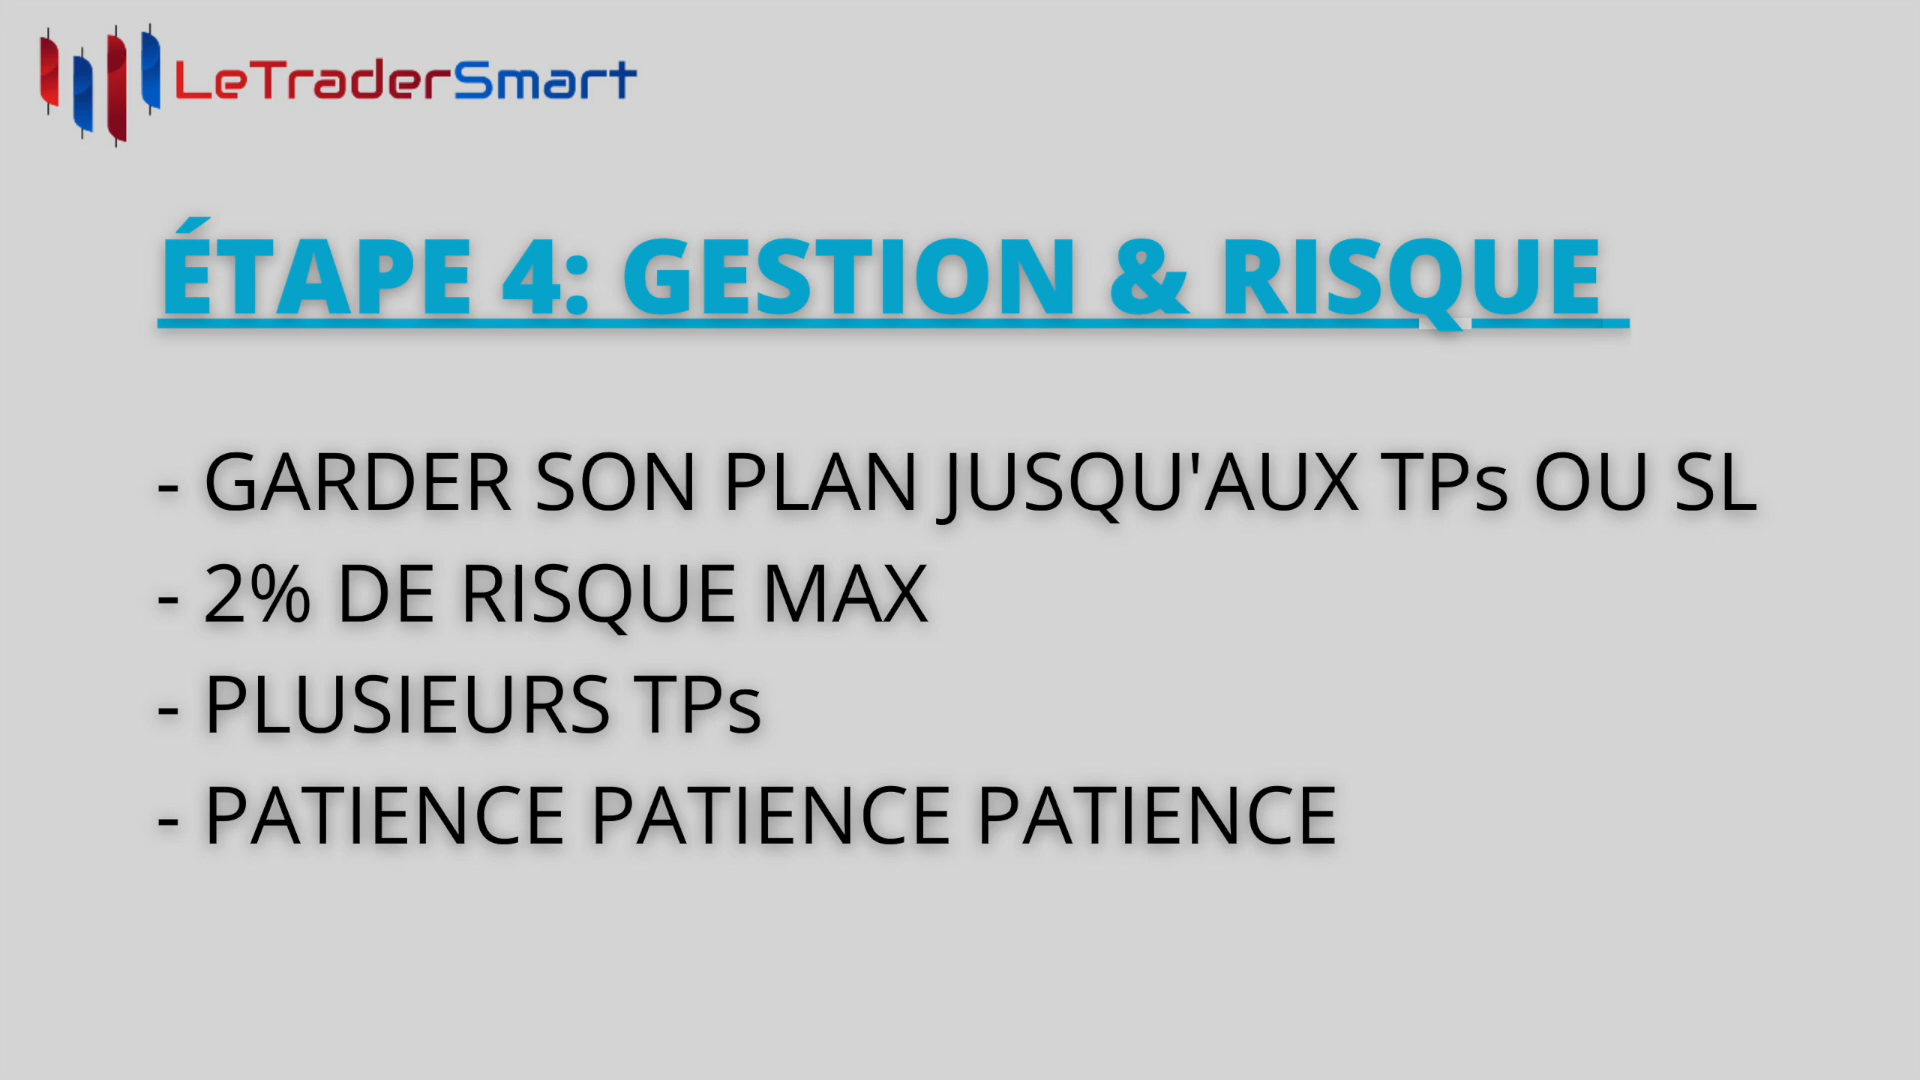 LeTraderSmart
ÉTAPE 4: GESTION & RISQUE
- GARDER SON PLAN JUSQU'AUX TPs OU SL
- 2% DE RISQUE MAX
- PLUSIEURS TPs
- PATIENCE PATIENCE PATIENCE